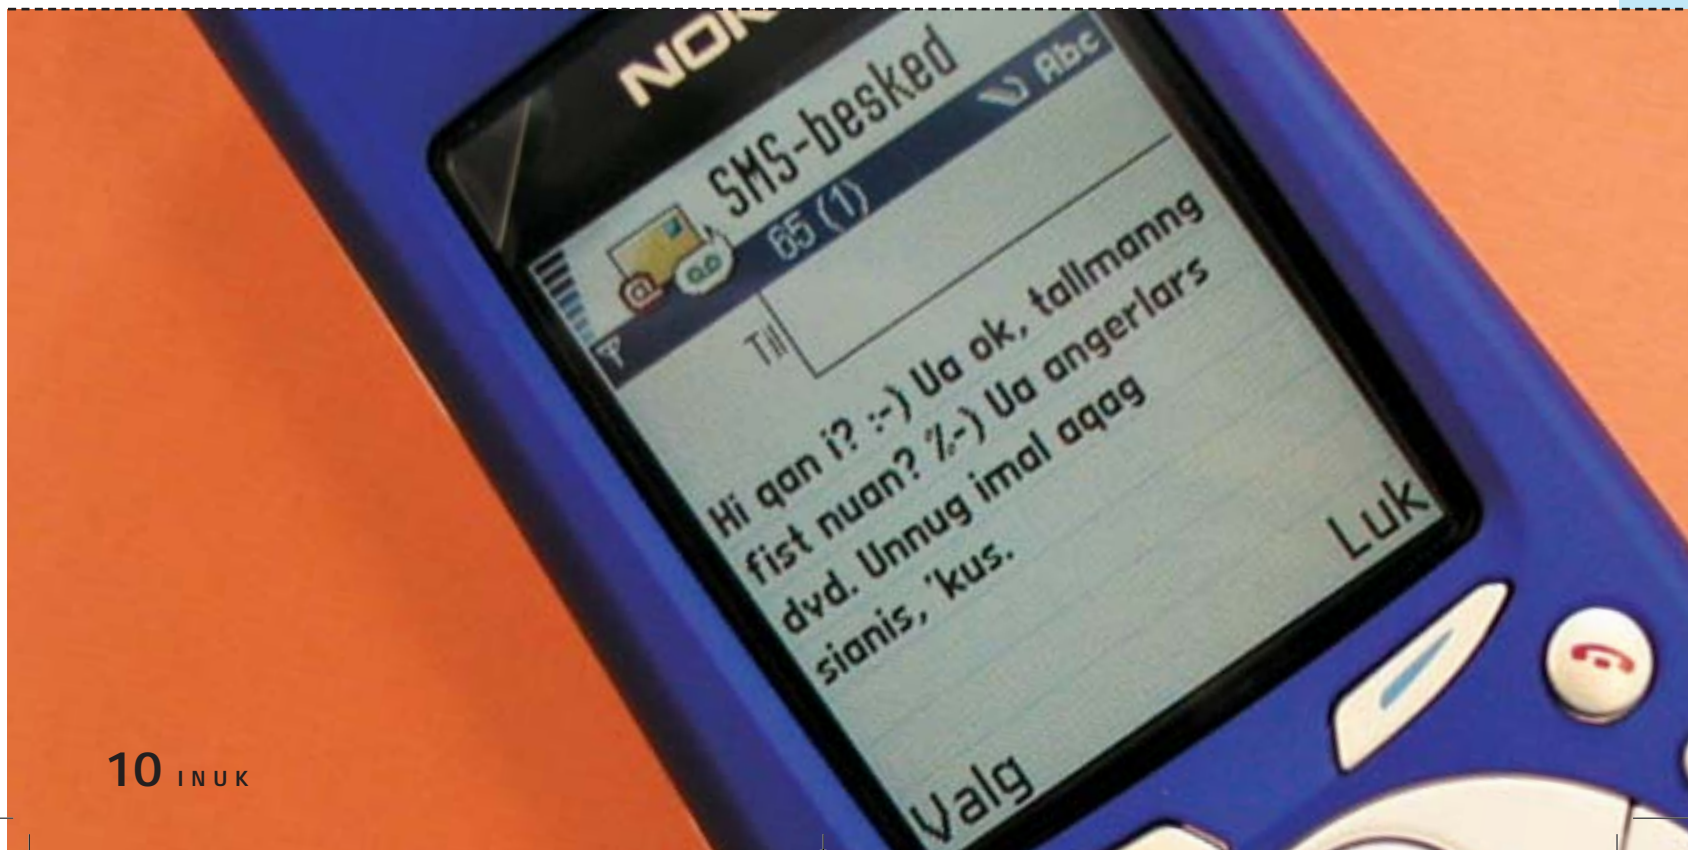 NOK
SMS-besked
65 (1)
Abc
Til
Hi qan i? :-) Ua ok, tallmanng
fist nuan? %-) Ua angerlars
dvd. Unnug imal aqag
sianis, 'kus.
Valg
Luk
10 INUK